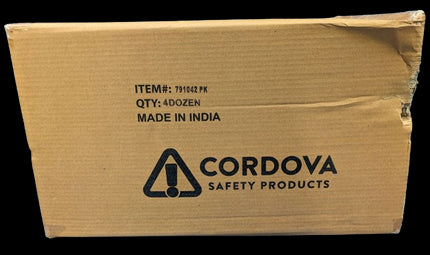 ITEM#: 791042 PK
QTY: 4DOZEN
MADE IN INDIA
CORDOVA
SAFETY PRODUCTS